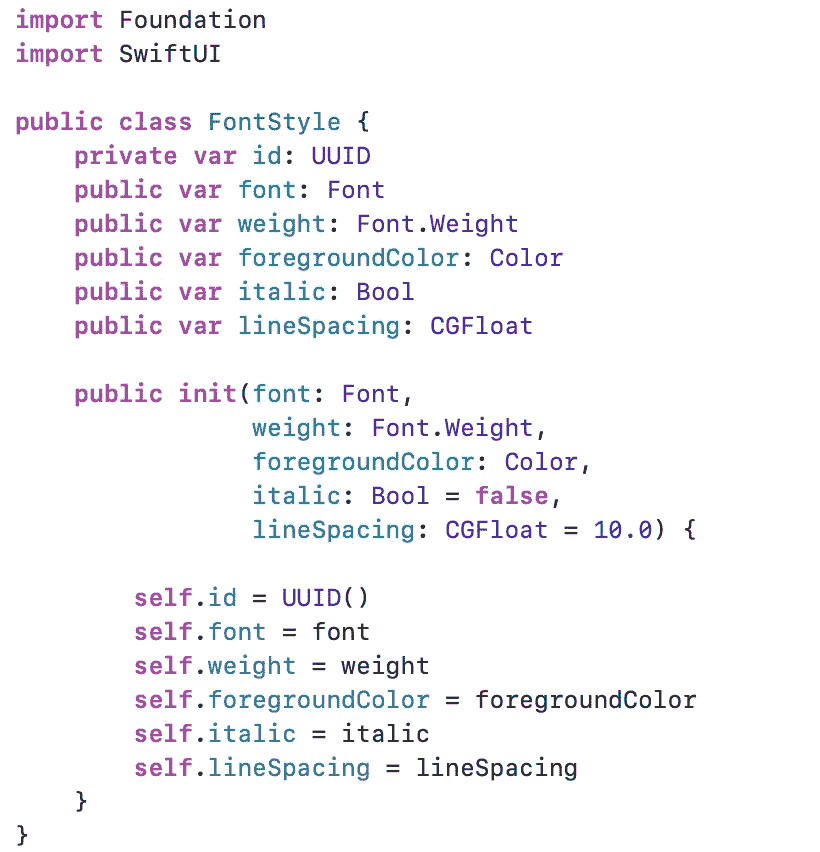 import Foundation
import SwiftUI

public class FontStyle {
    private var id: UUID
    public var font: Font
    public var weight: Font.Weight
    public var foregroundColor: Color
    public var italic: Bool
    public var lineSpacing: CGFloat

    public init(font: Font,
                weight: Font.Weight,
                foregroundColor: Color,
                italic: Bool = false,
                lineSpacing: CGFloat = 10.0) {

        self.id = UUID()
        self.font = font
        self.weight = weight
        self.foregroundColor = foregroundColor
        self.italic = italic
        self.lineSpacing = lineSpacing
    }
}